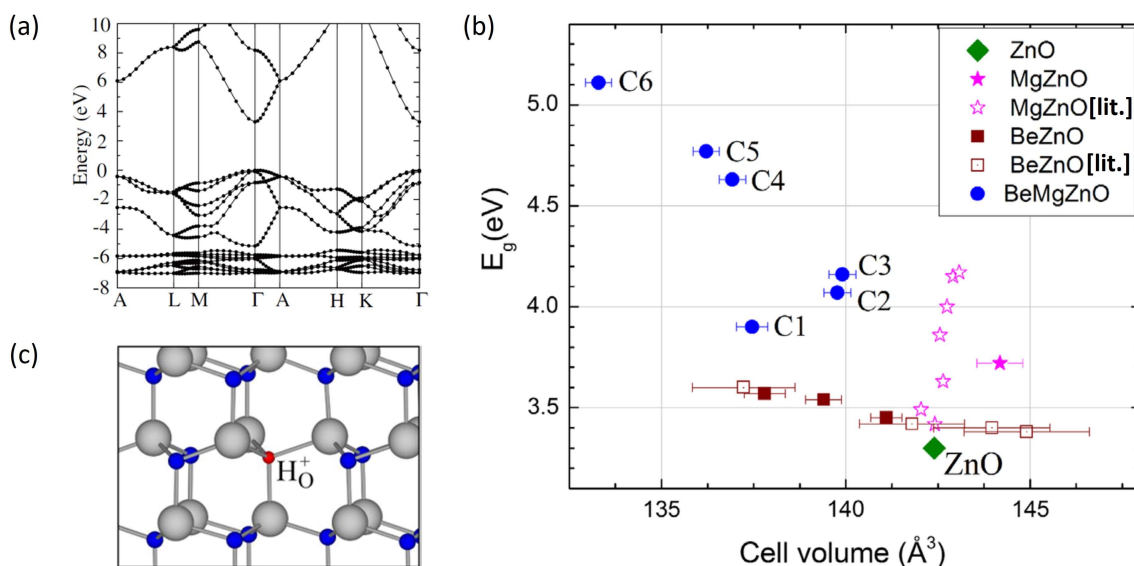 (a)
10
8
6
4
2
0
-2
-4
-6
-8
Energy (eV)
A L M Γ A H K Γ
(b)
5.0
4.5
4.0
3.5
E_g(eV)
135 140 145
Cell volume (Å³)
C6
C5
C4
C3
C2
C1
ZnO
ZnO
MgZnO
MgZnO[lit.]
BeZnO
BeZnO[lit.]
BeMgZnO
(c)
H_O^+